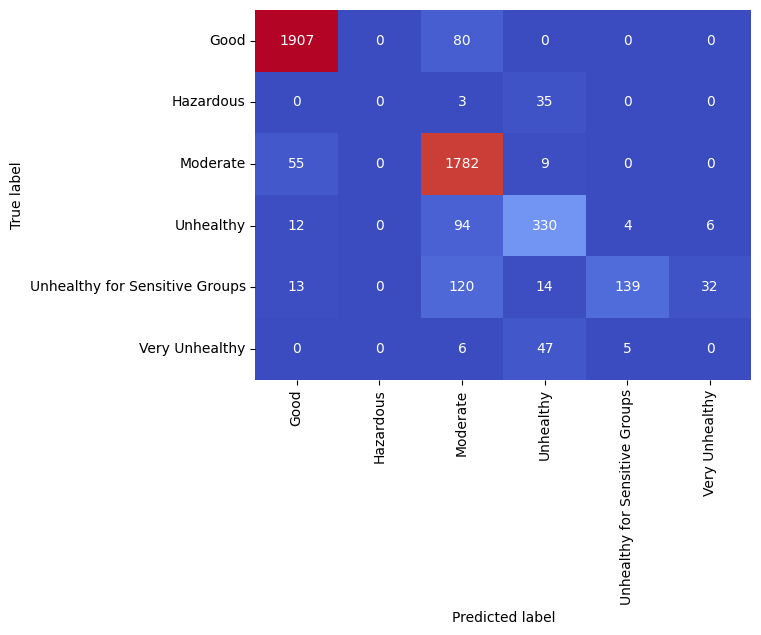 True label
Good 1907 0 80 0 0 0
Hazardous 0 0 3 35 0 0
Moderate 55 0 1782 9 0 0
Unhealthy 12 0 94 330 4 6
Unhealthy for Sensitive Groups 13 0 120 14 139 32
Very Unhealthy 0 0 6 47 5 0
Good
Hazardous
Moderate
Unhealthy
Unhealthy for Sensitive Groups
Very Unhealthy
Predicted label